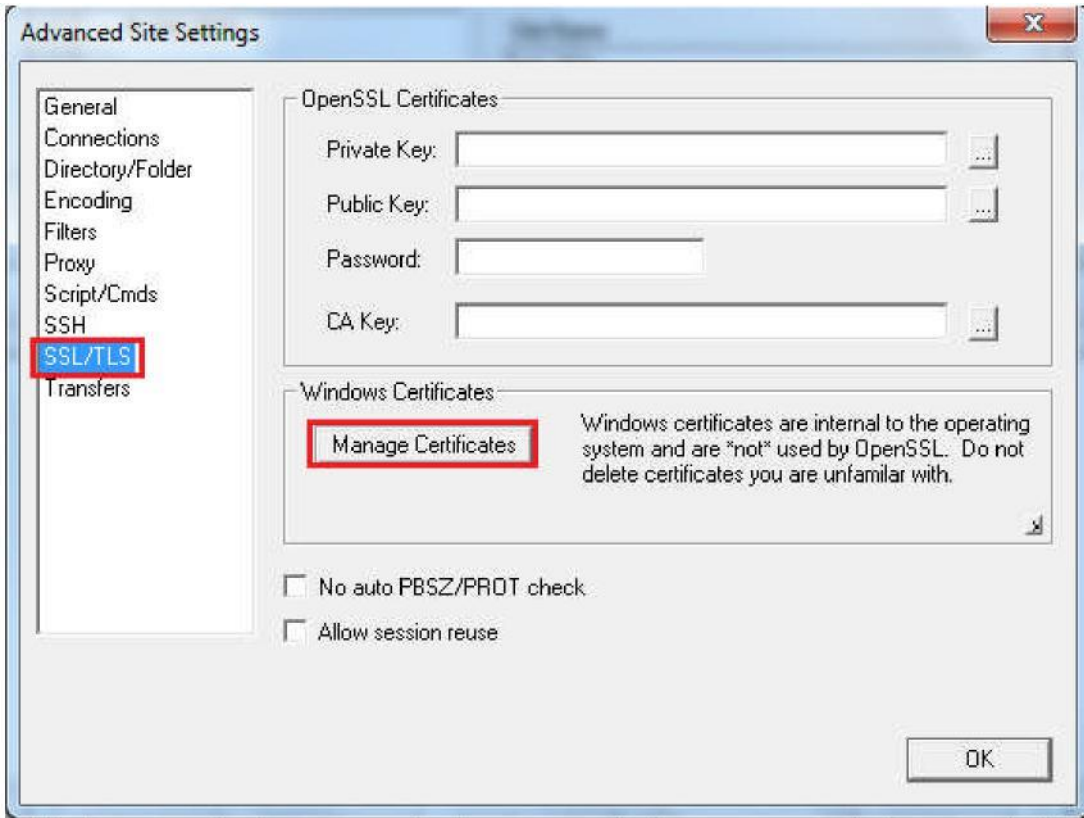 Advanced Site Settings
General
Connections
Directory/Folder
Encoding
Filters
Proxy
Script/Cmds
SSH
SSL/TLS
Transfers
OpenSSL Certificates
Private Key:
...
Public Key:
...
Password:
CA Key:
...
Windows Certificates
Manage Certificates
Windows certificates are internal to the operating
system and are *not* used by OpenSSL. Do not
delete certificates you are unfamilar with.
No auto PBSZ/PROT check
Allow session reuse
OK